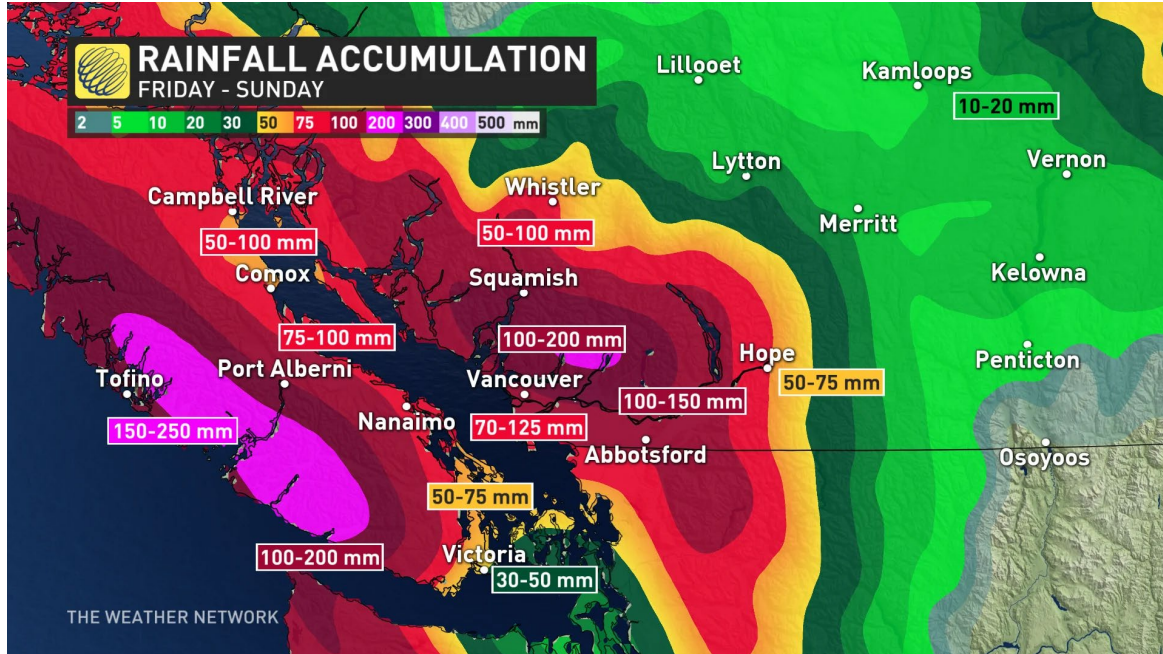 RAINFALL ACCUMULATION
FRIDAY - SUNDAY
2 5 10 20 30 50 75 100 200 300 400 500 mm
Lillooet
Kamloops
10-20 mm
Lytton
Vernon
Campbell River
Whistler
50-100 mm
50-100 mm
Merritt
Comox
Squamish
Kelowna
75-100 mm
100-200 mm
Hope
Penticton
Tofino
Port Alberni
Vancouver
50-75 mm
100-150 mm
150-250 mm
Nanaimo
70-125 mm
Abbotsford
Osoyoos
50-75 mm
100-200 mm
Victoria
30-50 mm
THE WEATHER NETWORK